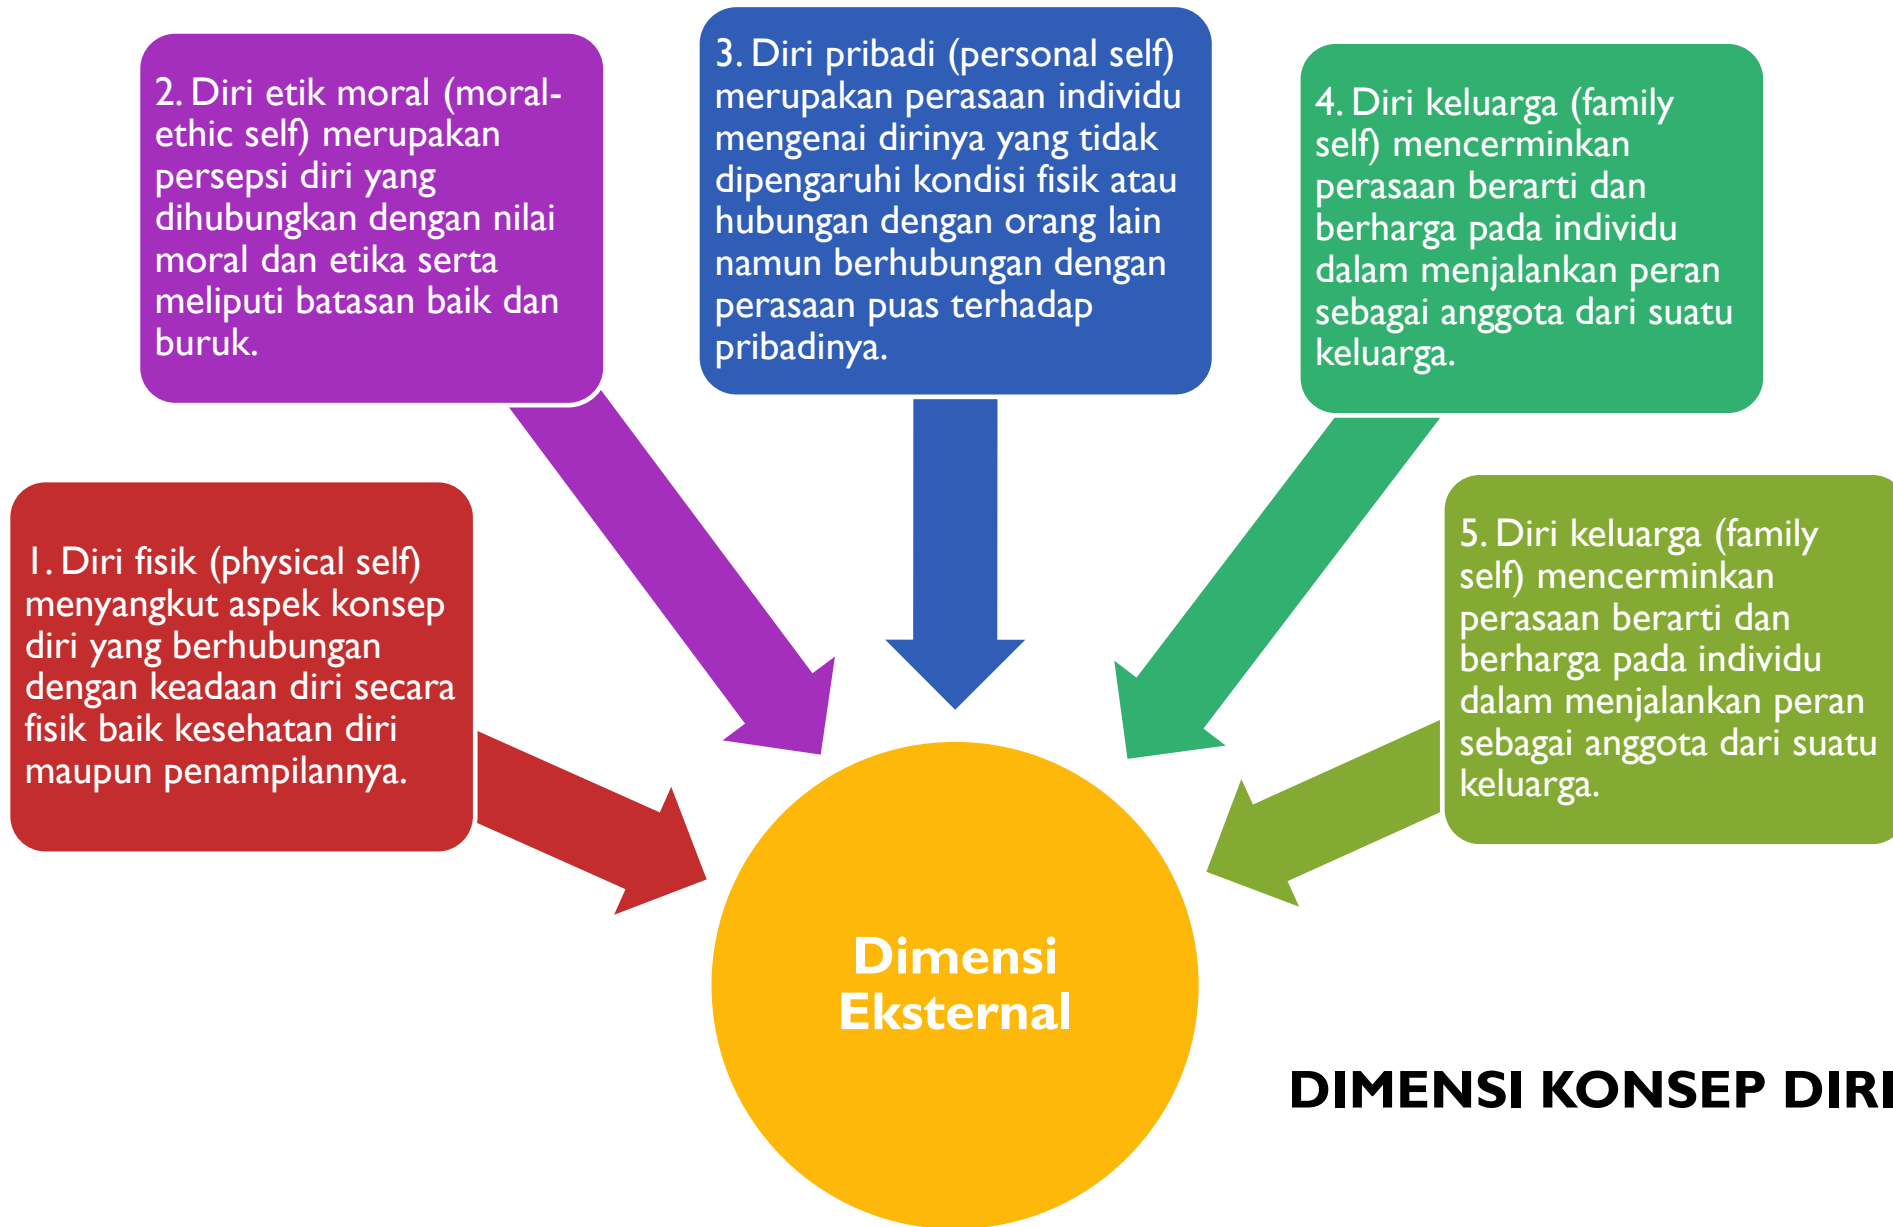 1. Diri fisik (physical self)
menyangkut aspek konsep
diri yang berhubungan
dengan keadaan diri secara
fisik baik kesehatan diri
maupun penampilannya.
2. Diri etik moral (moral-
ethic self) merupakan
persepsi diri yang
dihubungkan dengan nilai
moral dan etika serta
meliputi batasan baik dan
buruk.
3. Diri pribadi (personal self)
merupakan perasaan individu
mengenai dirinya yang tidak
dipengaruhi kondisi fisik atau
hubungan dengan orang lain
namun berhubungan dengan
perasaan puas terhadap
pribadinya.
4. Diri keluarga (family
self) mencerminkan
perasaan berarti dan
berharga pada individu
dalam menjalankan peran
sebagai anggota dari suatu
keluarga.
5. Diri keluarga (family
self) mencerminkan
perasaan berarti dan
berharga pada individu
dalam menjalankan peran
sebagai anggota dari suatu
keluarga.
Dimensi
Eksternal
DIMENSI KONSEP DIRI